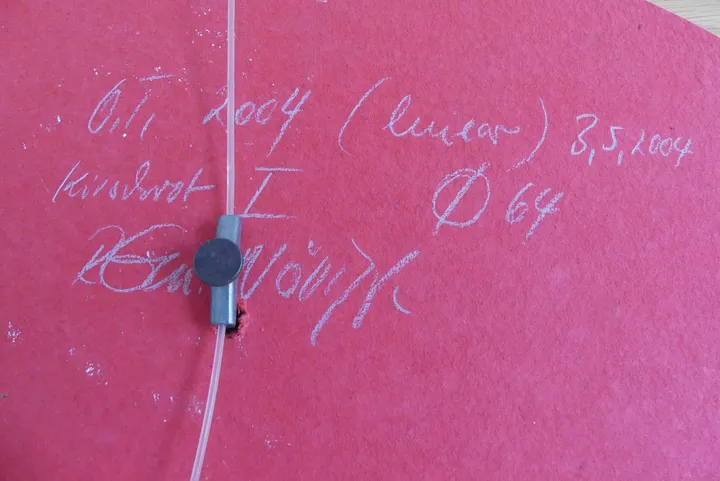 O.T. 2004 (linear) 3,5,2004
Kirschrot I Ø 64